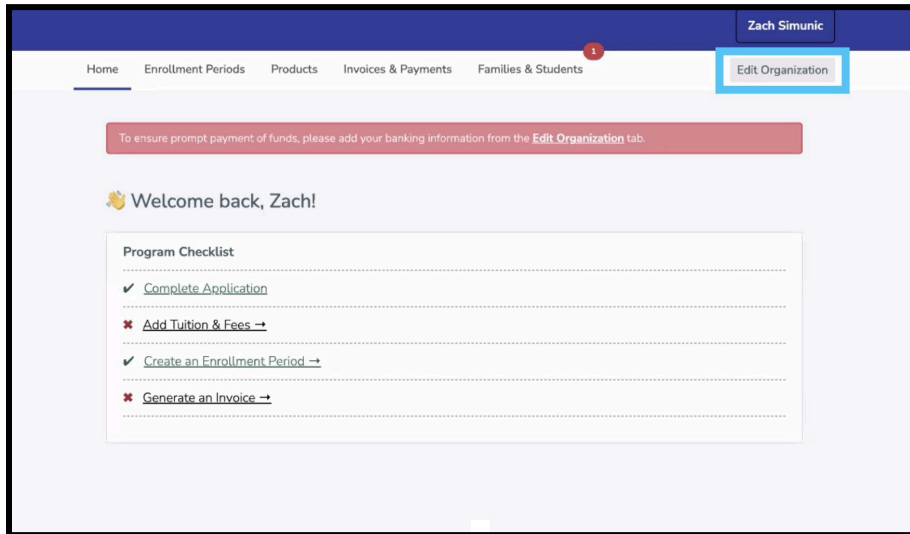 Zach Simunic
1
Home Enrollment Periods Products Invoices & Payments Families & Students Edit Organization
To ensure prompt payment of funds, please add your banking information from the Edit Organization tab.
👋 Welcome back, Zach!
Program Checklist
✔ Complete Application
✖ Add Tuition & Fees →
✔ Create an Enrollment Period →
✖ Generate an Invoice →